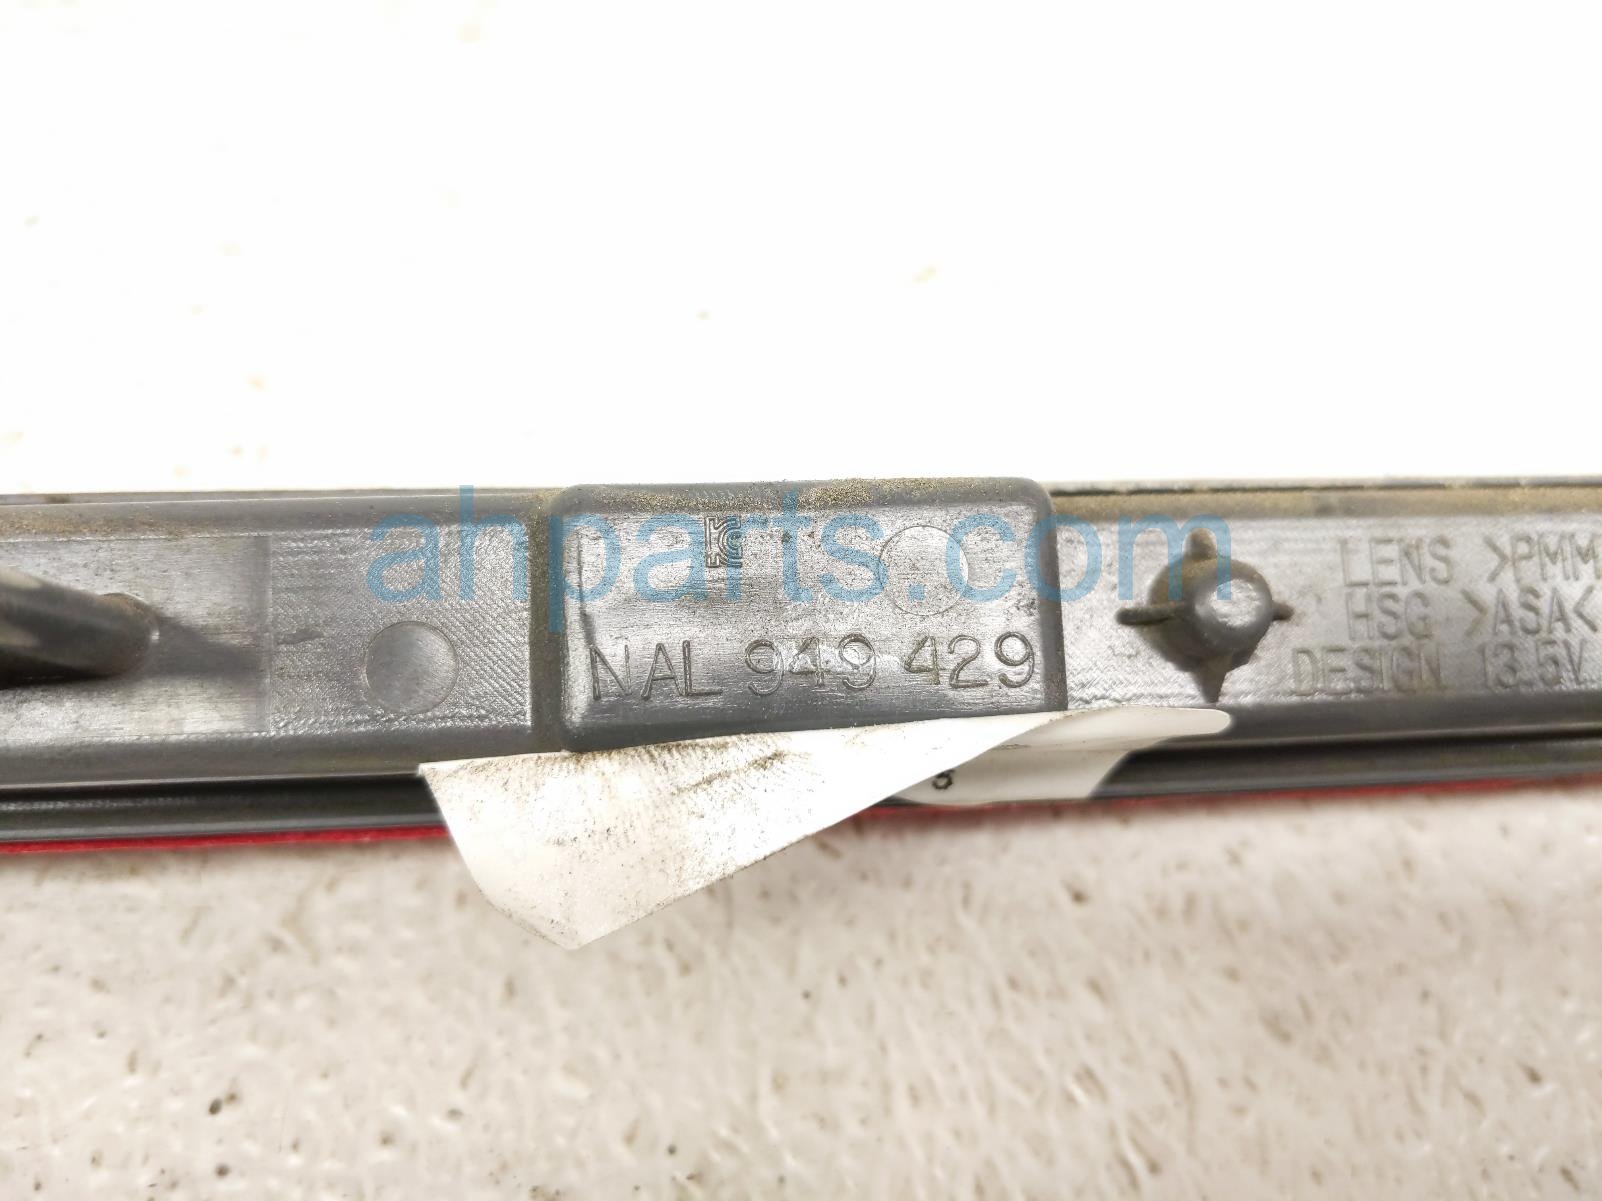 ahparts.com
NAL 949 429
LENS >PMM
HSG >ASA<
DESIGN 13.5V